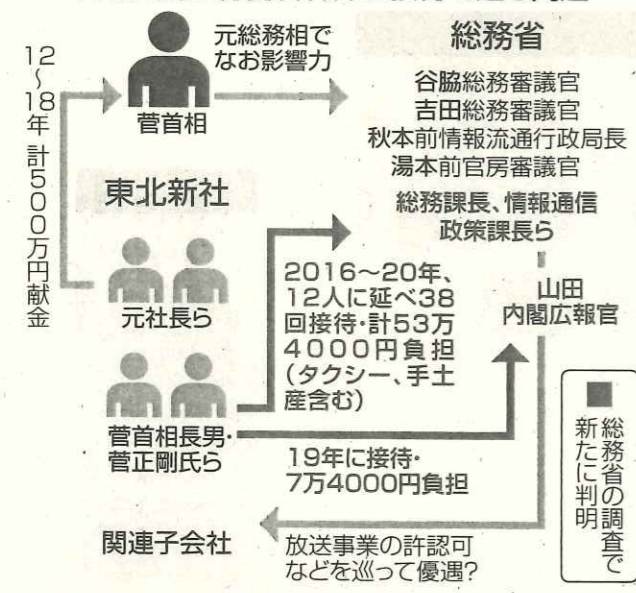 元総務相で
なお影響力
総務省
12〜18年 計500万円献金
菅首相
谷脇総務審議官
吉田総務審議官
秋本前情報流通行政局長
湯本前官房審議官
総務課長、情報通信
政策課長ら
東北新社
元社長ら
2016〜20年、
12人に延べ38
回接待・計53万
4000円負担
(タクシー、手土
産含む)
山田
内閣広報官
菅首相長男・
菅正剛氏ら
19年に接待・
7万4000円負担
総務省の調査で
新たに判明
関連子会社
放送事業の許認可
などを巡って優遇?